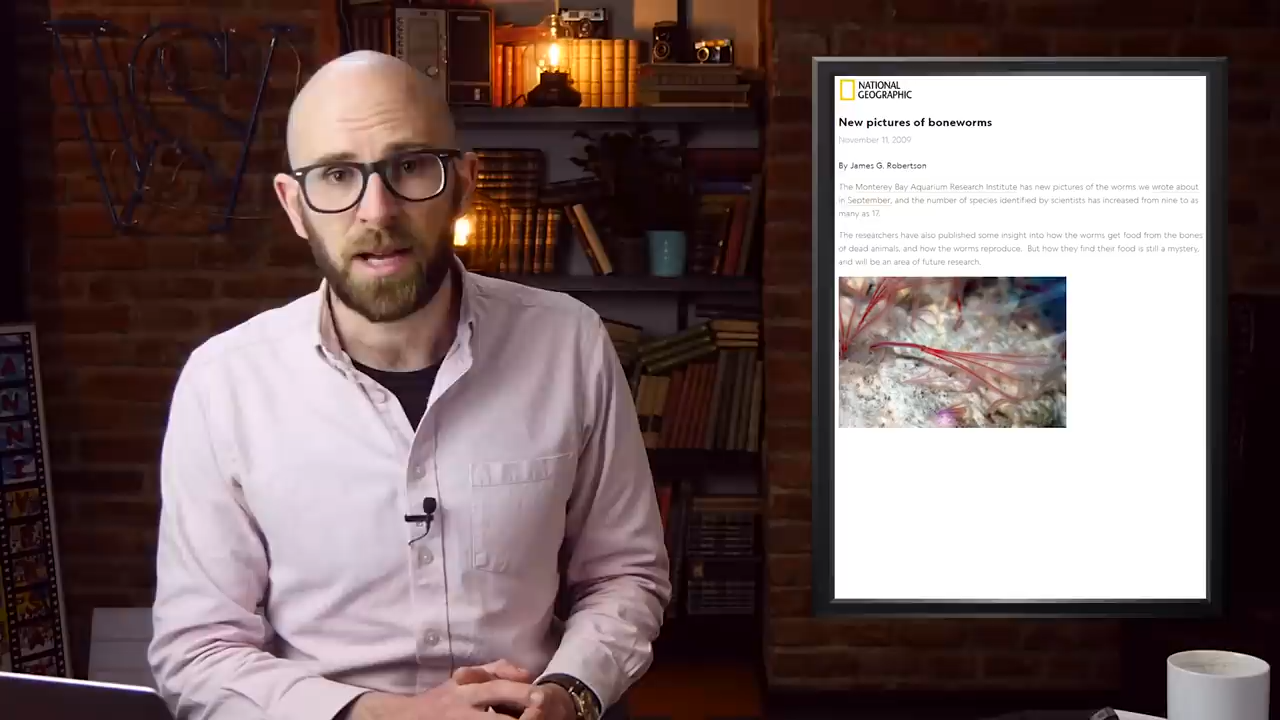 NATIONAL
GEOGRAPHIC
New pictures of boneworms
November 11, 2009
By James G. Robertson
The Monterey Bay Aquarium Research Institute has new pictures of the worms we wrote about
in September, and the number of species identified by scientists has increased from nine to as
many as 17.
The researchers have also published some insight into how the worms get food from the bones
of dead animals, and how the worms reproduce. But how they find their food is still a mystery,
and will be an area of future research.